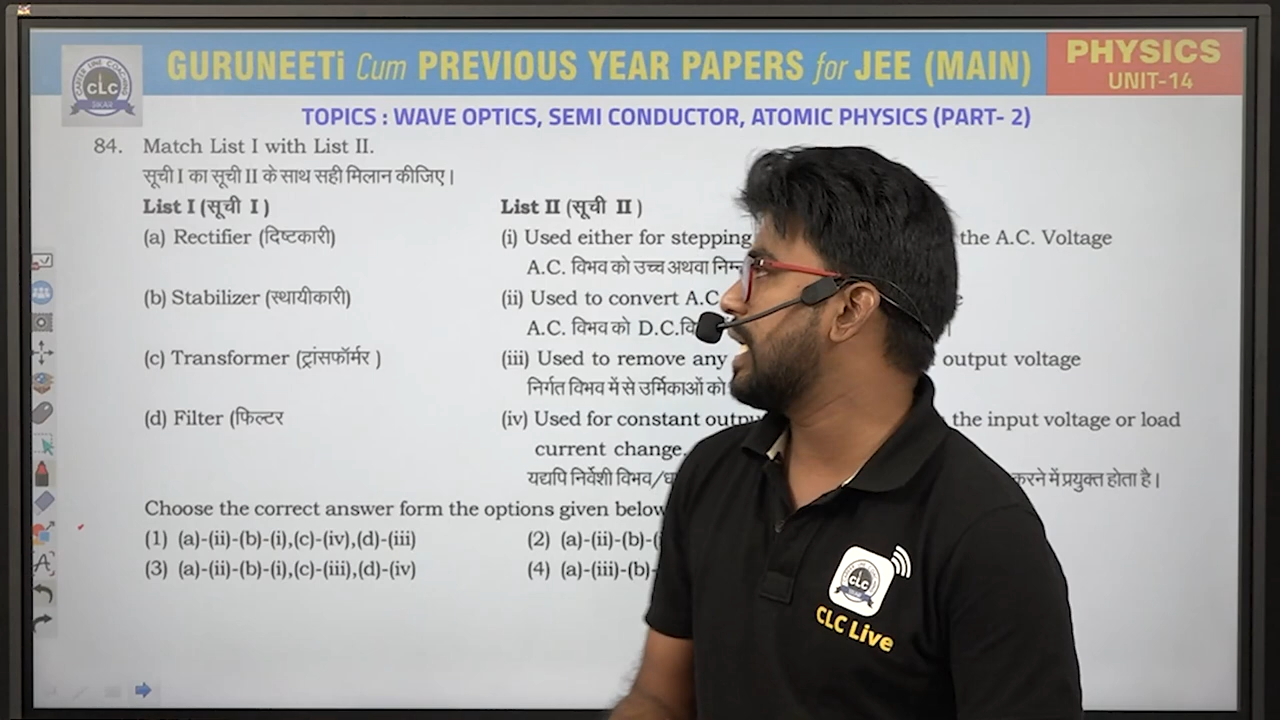 GURUNEETi Cum PREVIOUS YEAR PAPERS for JEE (MAIN)
PHYSICS
UNIT-14
CLC
SIKAR
TOPICS : WAVE OPTICS, SEMI CONDUCTOR, ATOMIC PHYSICS (PART- 2)
84. Match List I with List II.
सूची I का सूची II के साथ सही मिलान कीजिए।
List I (सूची I ) List II (सूची II )
(a) Rectifier (दिष्टकारी) (i) Used either for stepping the A.C. Voltage
A.C. विभव को उच्च अथवा
(b) Stabilizer (स्थायीकारी) (ii) Used to convert A.C
A.C. विभव को D.C.
(c) Transformer (ट्रांसफॉर्मर ) (iii) Used to remove any output voltage
निर्गत विभव में से उर्मिकाओं को
(d) Filter (फिल्टर (iv) Used for constant the input voltage or load
current change.
यद्यपि निर्वेशी विभव/ करने में प्रयुक्त होता है।
Choose the correct answer form the options given below
(1) (a)-(ii)-(b)-(i),(c)-(iv),(d)-(iii) (2) (a)-(ii)-(b)-
(3) (a)-(ii)-(b)-(i),(c)-(iii),(d)-(iv) (4) (a)-(iii)-(b)-
CLC
CLC Live